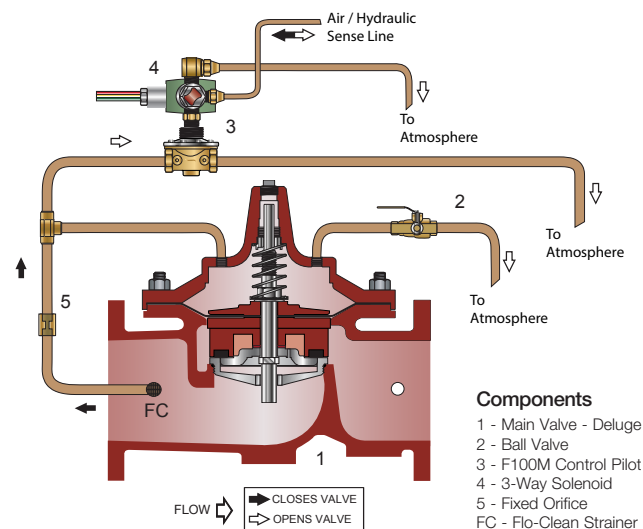 Air / Hydraulic
Sense Line
4
3
To
Atmosphere
2
To
Atmosphere
To
Atmosphere
5
FC
1
Components
1 - Main Valve - Deluge
2 - Ball Valve
3 - F100M Control Pilot
4 - 3-Way Solenoid
5 - Fixed Orifice
FC - Flo-Clean Strainer
FLOW
CLOSES VALVE
OPENS VALVE